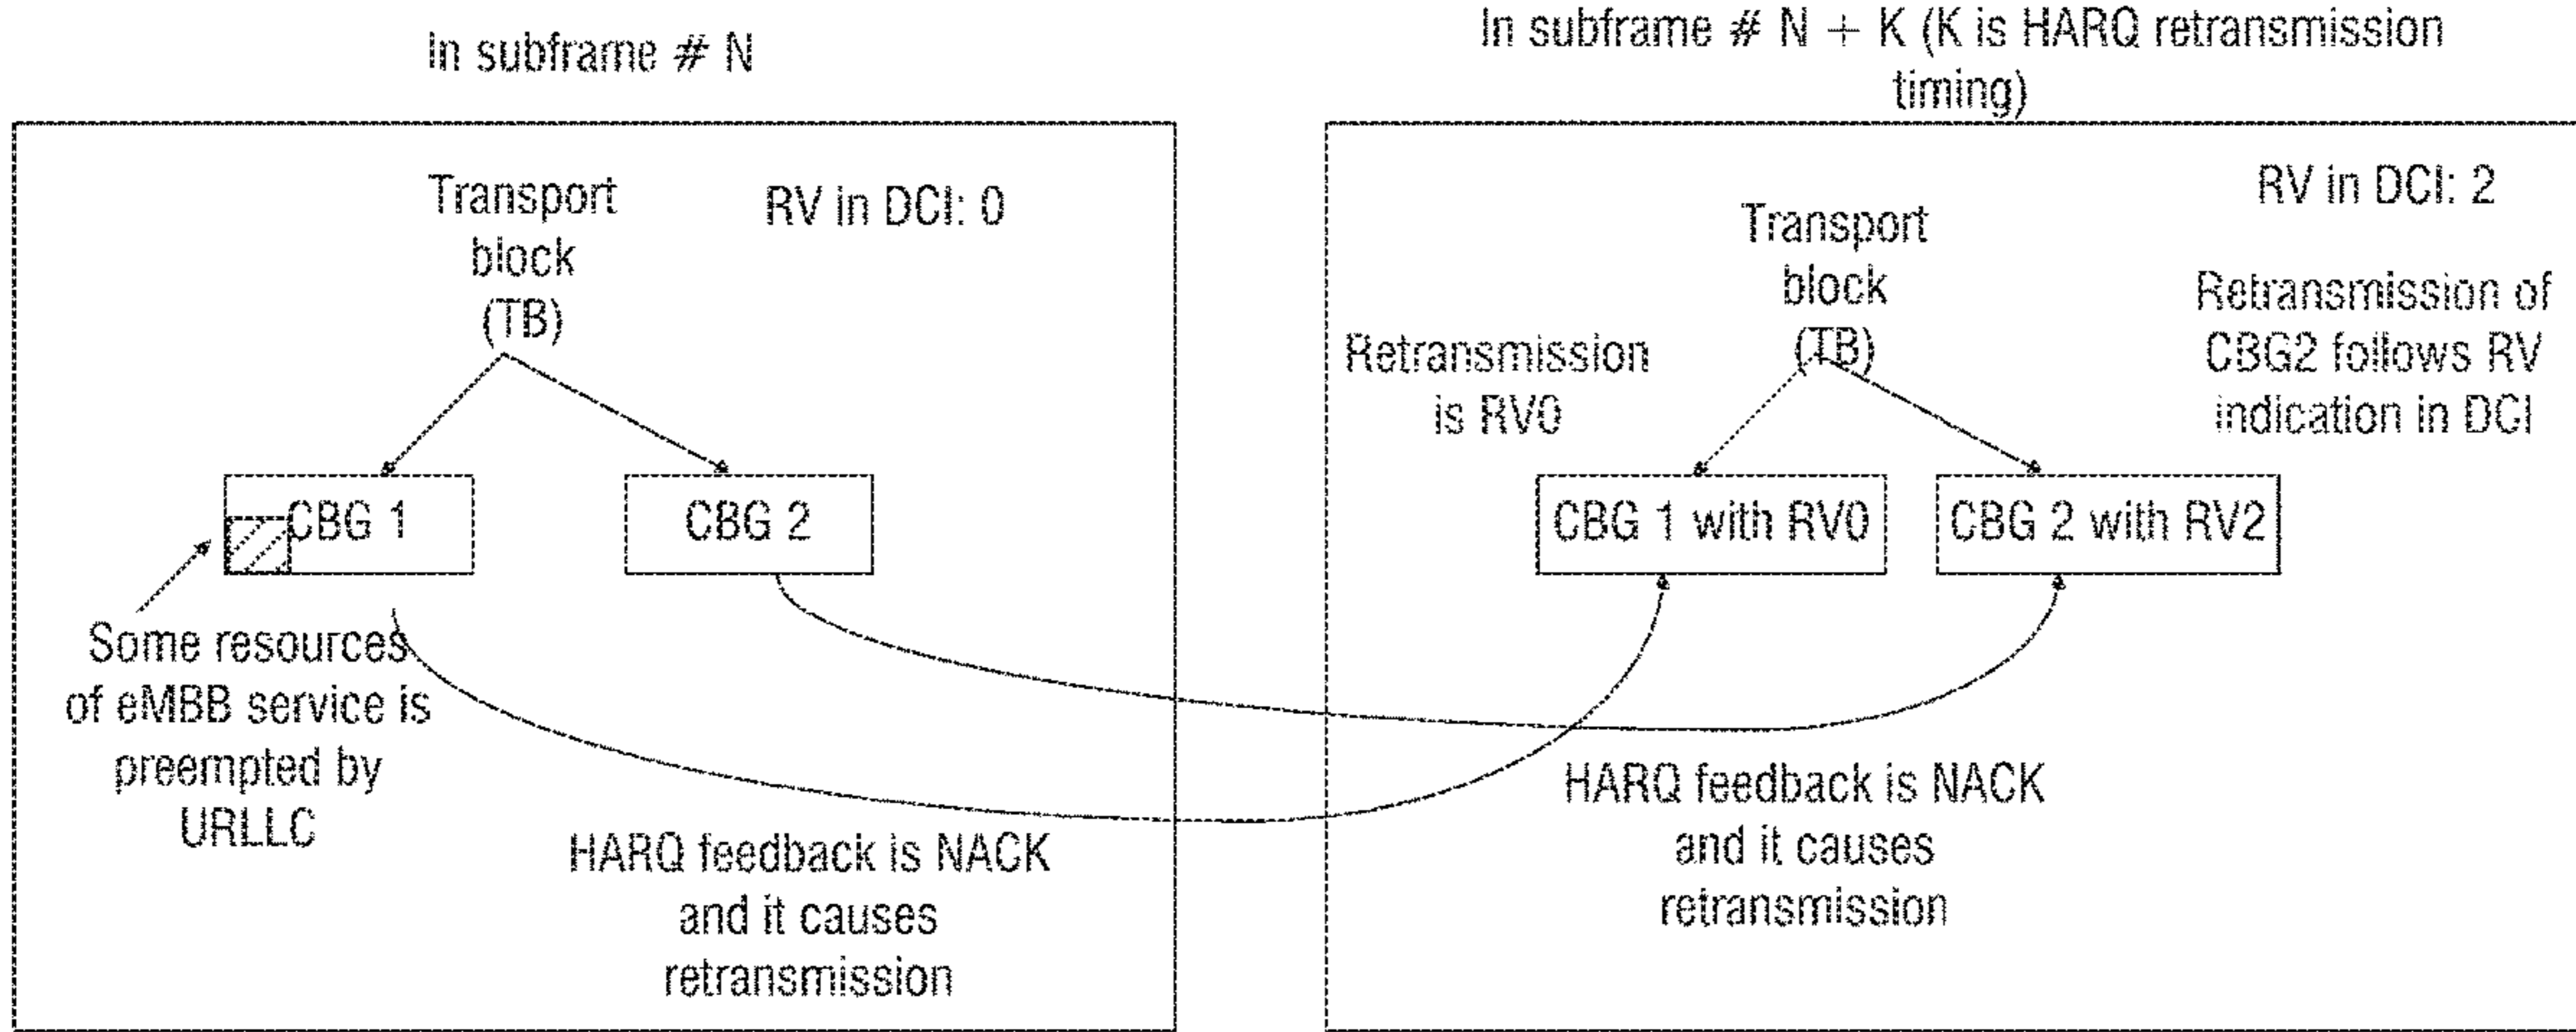 In subframe # N
Transport
block
(TB)
RV in DCI: 0
CBG 1
CBG 2
Some resources
of eMBB service is
preempted by
URLLC
HARQ feedback is NACK
and it causes
retransmission
In subframe # N + K (K is HARQ retransmission
timing)
RV in DCI: 2
Transport
block
(TB)
Retransmission
is RV0
Retransmission of
CBG2 follows RV
indication in DCI
CBG 1 with RV0
CBG 2 with RV2
HARQ feedback is NACK
and it causes
retransmission